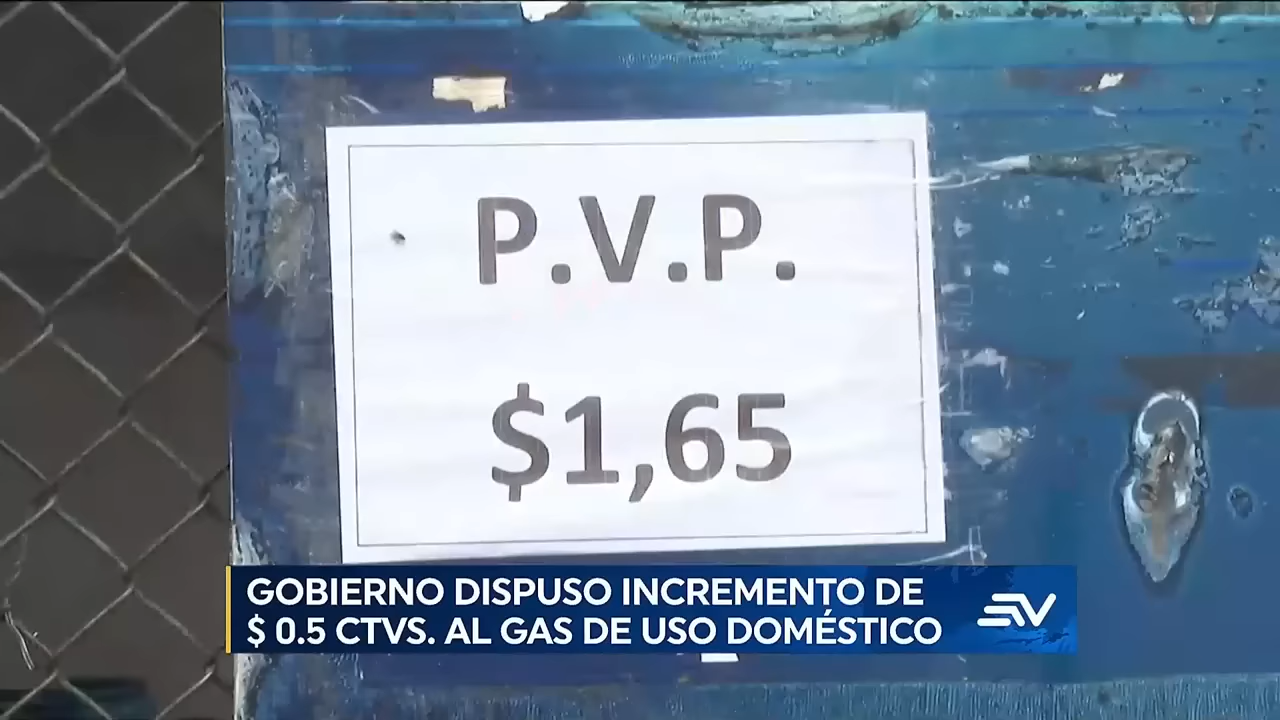 P.V.P.
$1,65
GOBIERNO DISPUSO INCREMENTO DE
$ 0.5 CTVS. AL GAS DE USO DOMÉSTICO